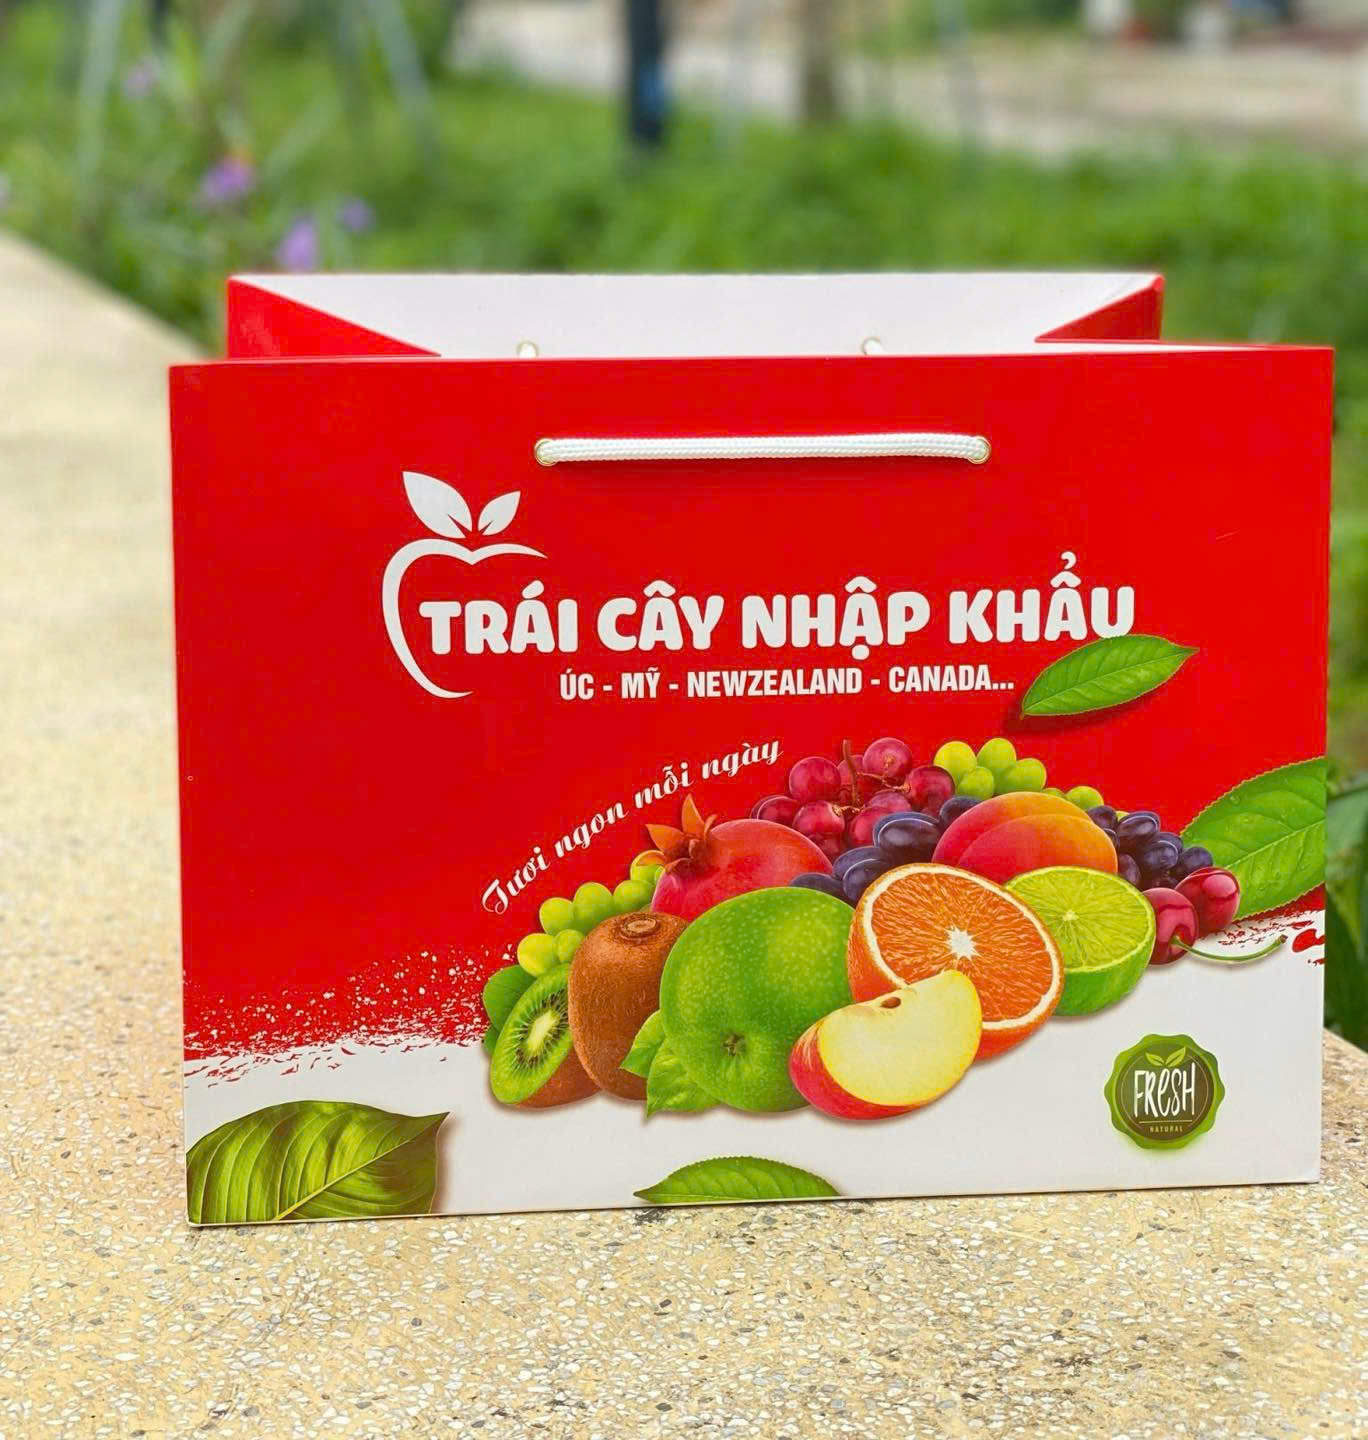 TRÁI CÂY NHẬP KHẨU
ÚC - MỸ - NEWZEALAND - CANADA...
Tươi ngon mỗi ngày
FRESH
NATURAL